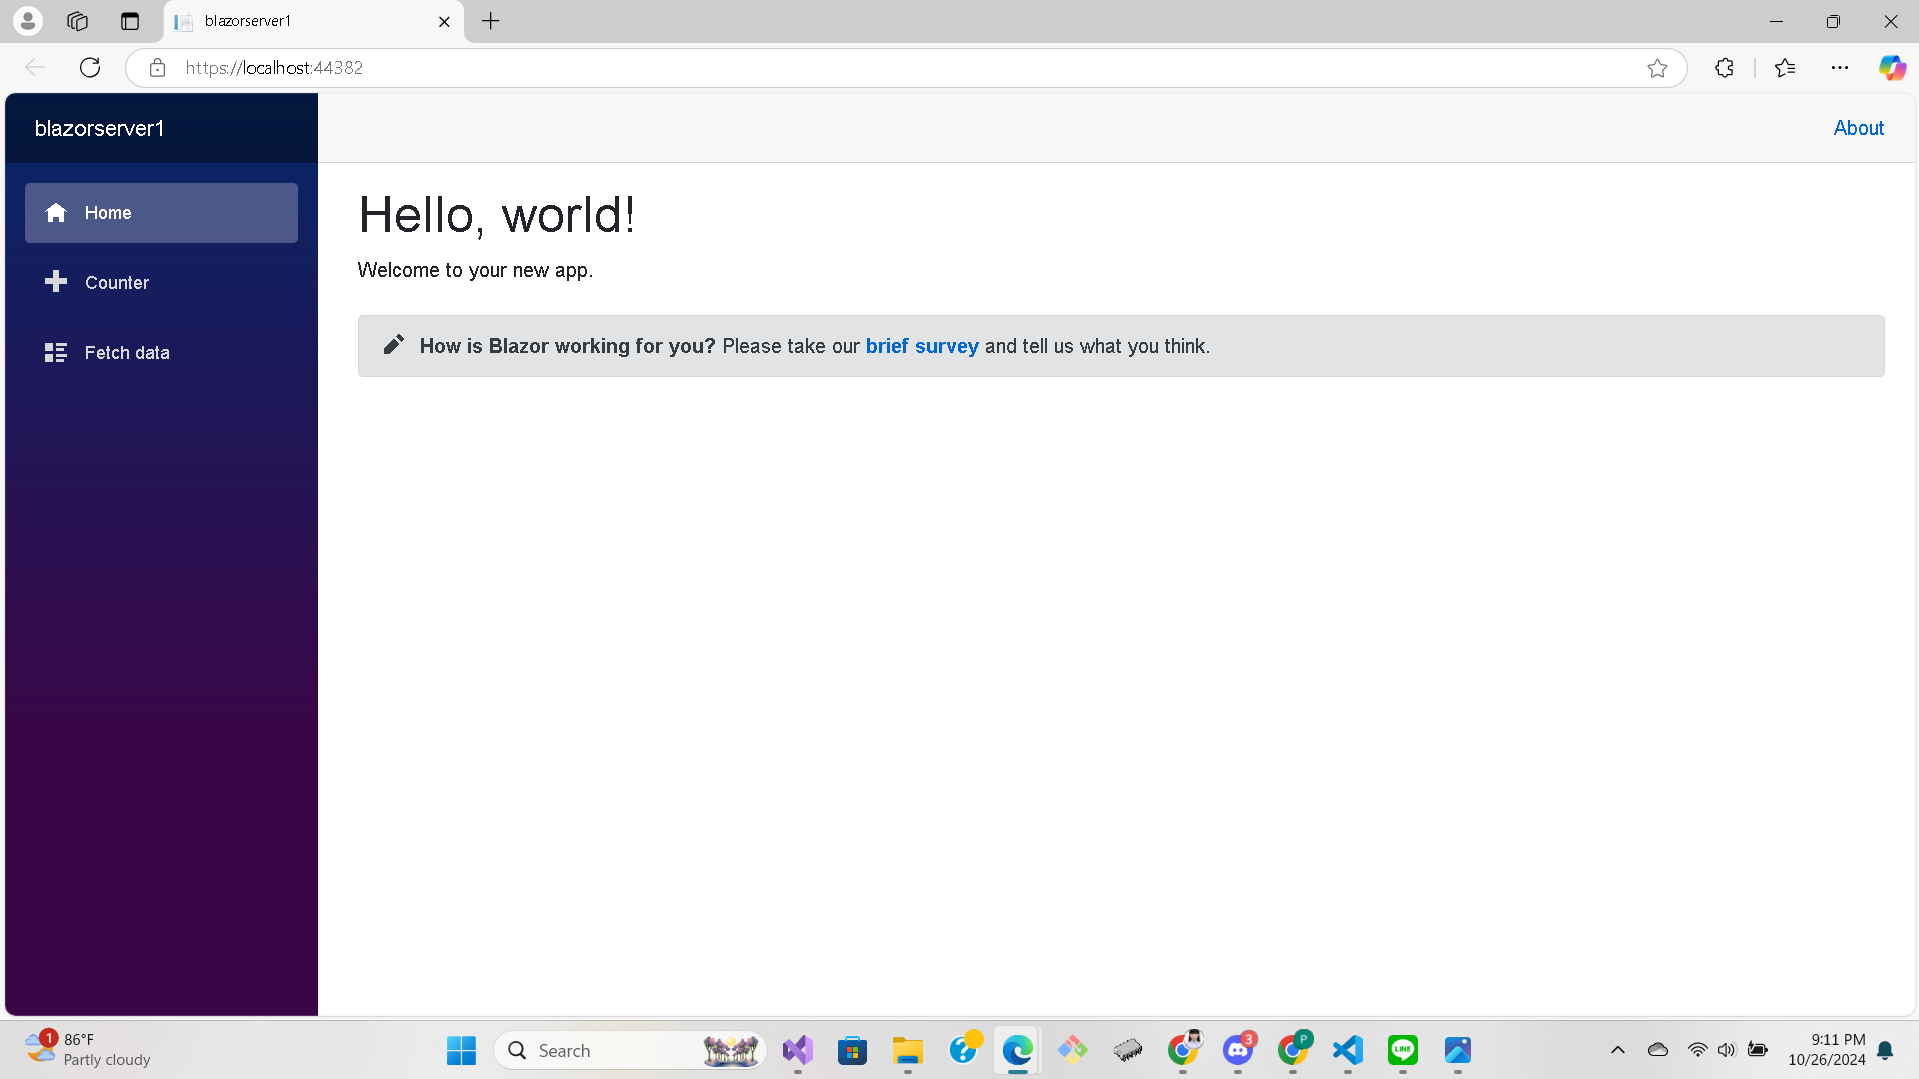 blazorserver1
https://localhost:44382
blazorserver1
About
Home
Counter
Fetch data
Hello, world!
Welcome to your new app.
How is Blazor working for you? Please take our brief survey and tell us what you think.
1
86°F
Partly cloudy
Search
3
P
LINE
9:11 PM
10/26/2024